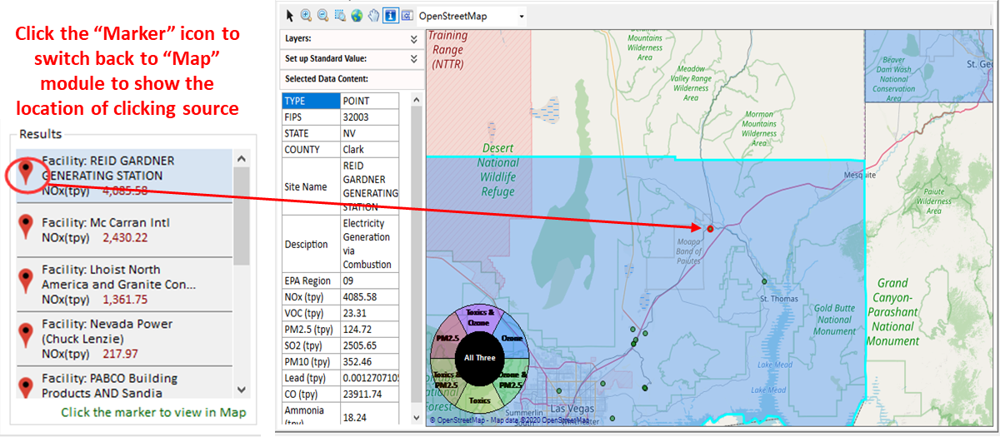 Click the “Marker” icon to
switch back to “Map”
module to show the
location of clicking source
Results
Facility: REID GARDNER
GENERATING STATION
NOx(tpy) 4,085.58
Facility: Mc Carran Intl
NOx(tpy) 2,430.22
Facility: Lhoist North
America and Granite Con...
NOx(tpy) 1,361.75
Facility: Nevada Power
(Chuck Lenzie)
NOx(tpy) 217.97
Facility: PABCO Building
Products AND Sandia
Click the marker to view in Map
OpenStreetMap
Layers:
Set up Standard Value:
Selected Data Content:
TYPE POINT
FIPS 32003
STATE NV
COUNTY Clark
Site Name REID
GARDNER
GENERATING
STATION
Desciption Electricity
Generation
via
Combustion
EPA Region 09
NOx (tpy) 4085.58
VOC (tpy) 23.31
PM2.5 (tpy) 124.72
SO2 (tpy) 2505.65
PM10 (tpy) 352.46
Lead (tpy) 0.001270710
CO (tpy) 23911.74
Ammonia
(tpy) 18.24
Training
Range
(NTTR)
Mountains
Wilderness
Area
Meadow
Valley Range
Wilderness
Area
Mormon
Mountains
Wilderness
Area
Beaver
Dam Wash
National
Conservation
Area
St. Geo
Desert
National
Wildlife
Refuge
Mesquite
Paiute
Wilderness
Area
Moapa
Band of
Paiutes
St. Thomas
Gold Butte
National
Monument
Grand
Canyon-
Parashant
National
Monument
Lake Mead
Lake Mead
Toxics &
Ozone
PM2.5
Ozone
All Three
Toxics
& PM2.5
Ozone
& PM2.5
Toxics
National
Forest
Summerlin
South
Las Vegas
Winchester
© OpenStreetMap - Map data ©2020 OpenStreetMap